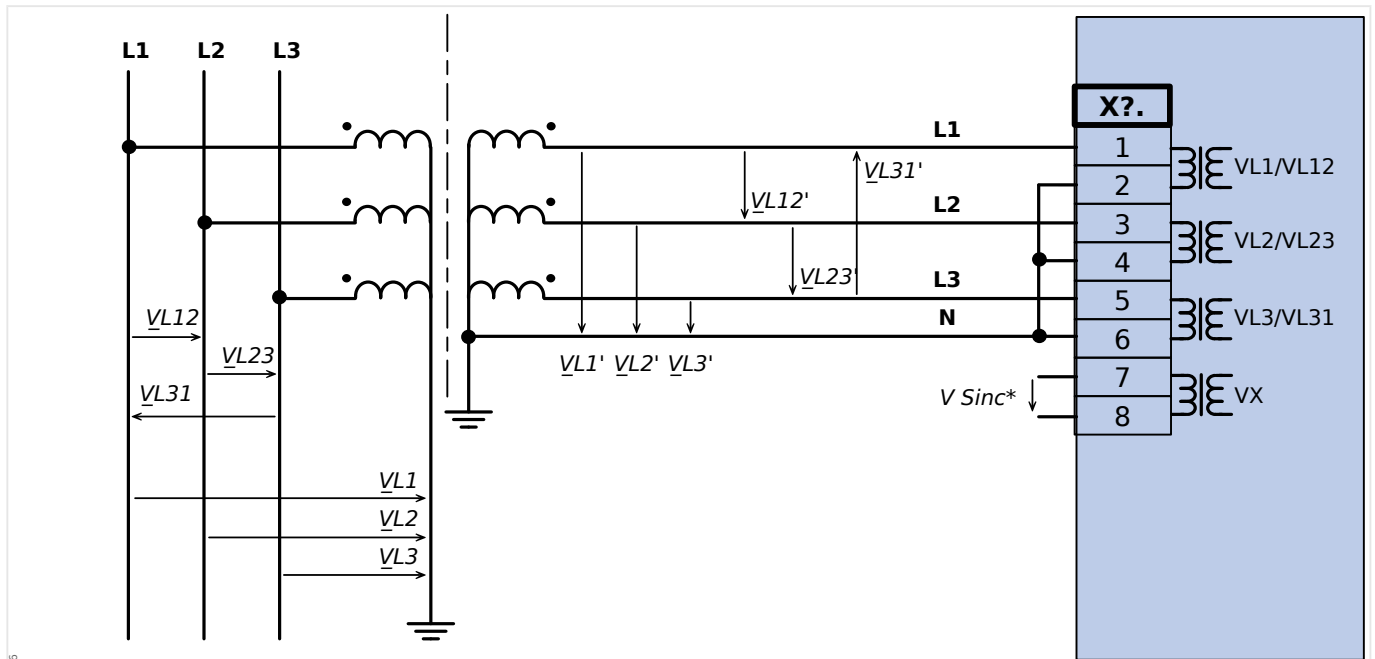 L1 L2 L3
X?.
L1
1
VL31'
VL1/VL12
2
VL12'
L2
3
VL2/VL23
4
VL23'
L3
5
VL12
N
VL3/VL31
6
VL23
VL1' VL2' VL3'
7
VL31
V Sinc*
VX
8
VL1
VL2
VL3